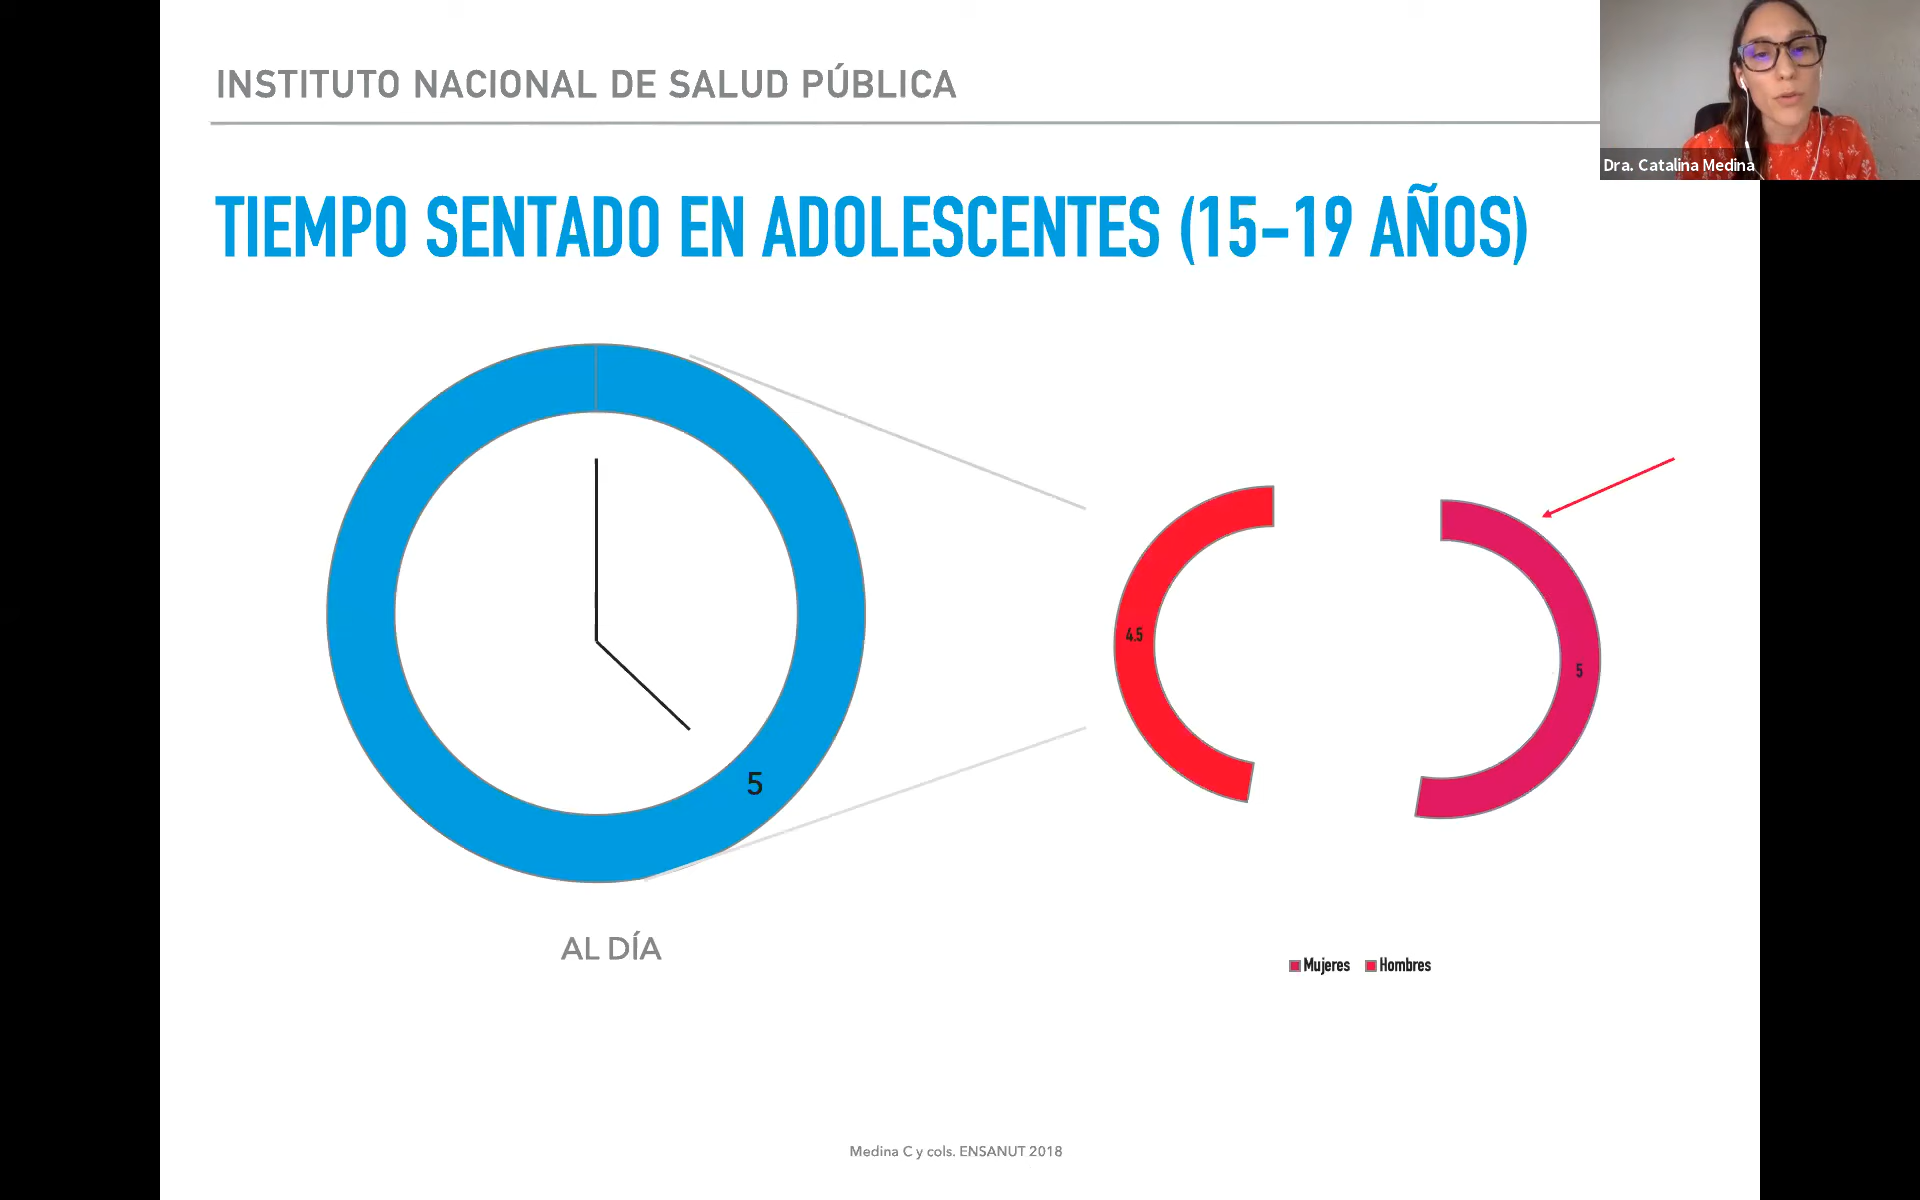 INSTITUTO NACIONAL DE SALUD PÚBLICA
Dra. Catalina Medina
TIEMPO SENTADO EN ADOLESCENTES (15-19 AÑOS)
4.5
5
5
AL DÍA
Mujeres Hombres
Medina C y cols. ENSANUT 2018